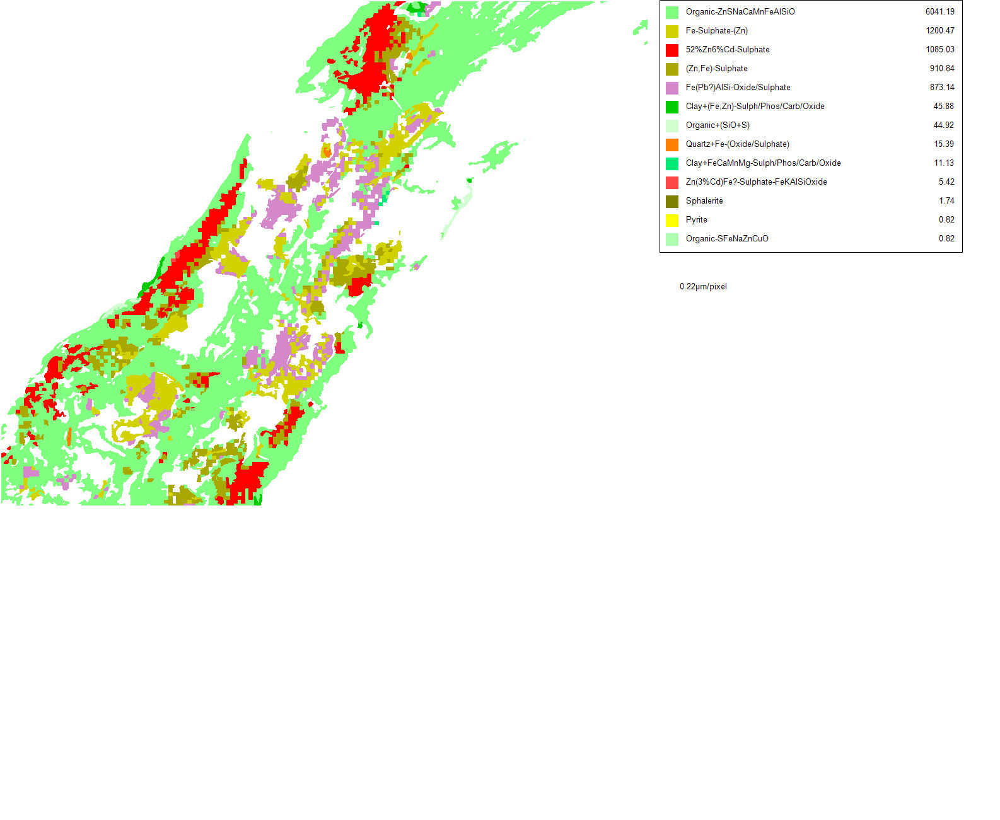 Organic-ZnSNaCaMnFeAlSiO 6041.19
Fe-Sulphate-(Zn) 1200.47
52%Zn6%Cd-Sulphate 1085.03
(Zn,Fe)-Sulphate 910.84
Fe(Pb?)AlSi-Oxide/Sulphate 873.14
Clay+(Fe,Zn)-Sulph/Phos/Carb/Oxide 45.88
Organic+(SiO+S) 44.92
Quartz+Fe-(Oxide/Sulphate) 15.39
Clay+FeCaMnMg-Sulph/Phos/Carb/Oxide 11.13
Zn(3%Cd)Fe?-Sulphate-FeKAlSiOxide 5.42
Sphalerite 1.74
Pyrite 0.82
Organic-SFeNaZnCuO 0.82
0.22µm/pixel